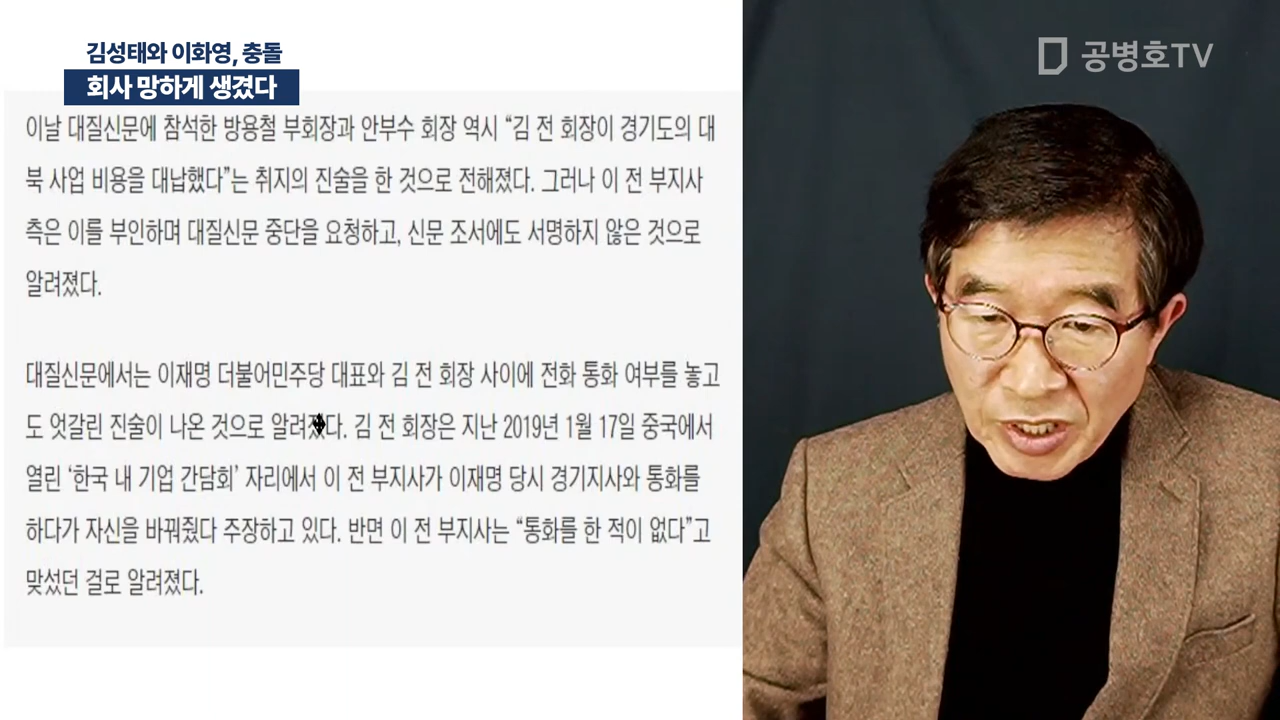 김성태와 이화영, 충돌
회사 망하게 생겼다
공병호TV
이날 대질신문에 참석한 방용철 부회장과 안부수 회장 역시 “김 전 회장이 경기도의 대
북 사업 비용을 대납했다”는 취지의 진술을 한 것으로 전해졌다. 그러나 이 전 부지사
측은 이를 부인하며 대질신문 중단을 요청하고, 신문 조서에도 서명하지 않은 것으로
알려졌다.
대질신문에서는 이재명 더불어민주당 대표와 김 전 회장 사이에 전화 통화 여부를 놓고
도 엇갈린 진술이 나온 것으로 알려졌다. 김 전 회장은 지난 2019년 1월 17일 중국에서
열린 ‘한국 내 기업 간담회’ 자리에서 이 전 부지사가 이재명 당시 경기지사와 통화를
하다가 자신을 바꿔줬다 주장하고 있다. 반면 이 전 부지사는 “통화를 한 적이 없다”고
맞섰던 걸로 알려졌다.